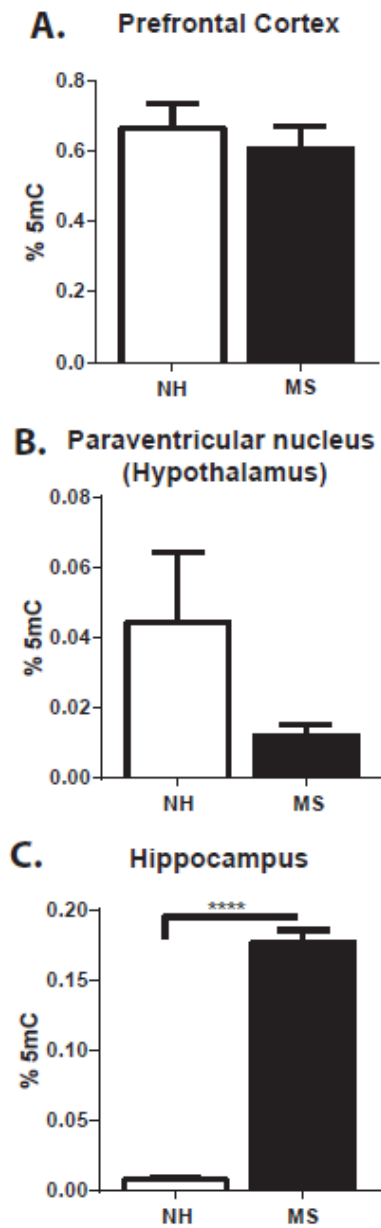 A. Prefrontal Cortex
0.8
0.6
0.4
0.2
0.0
% 5mC
NH MS
B. Paraventricular nucleus
(Hypothalamus)
0.08
0.06
0.04
0.02
0.00
% 5mC
NH MS
C. Hippocampus
****
0.20
0.15
0.10
0.05
0.00
% 5mC
NH MS